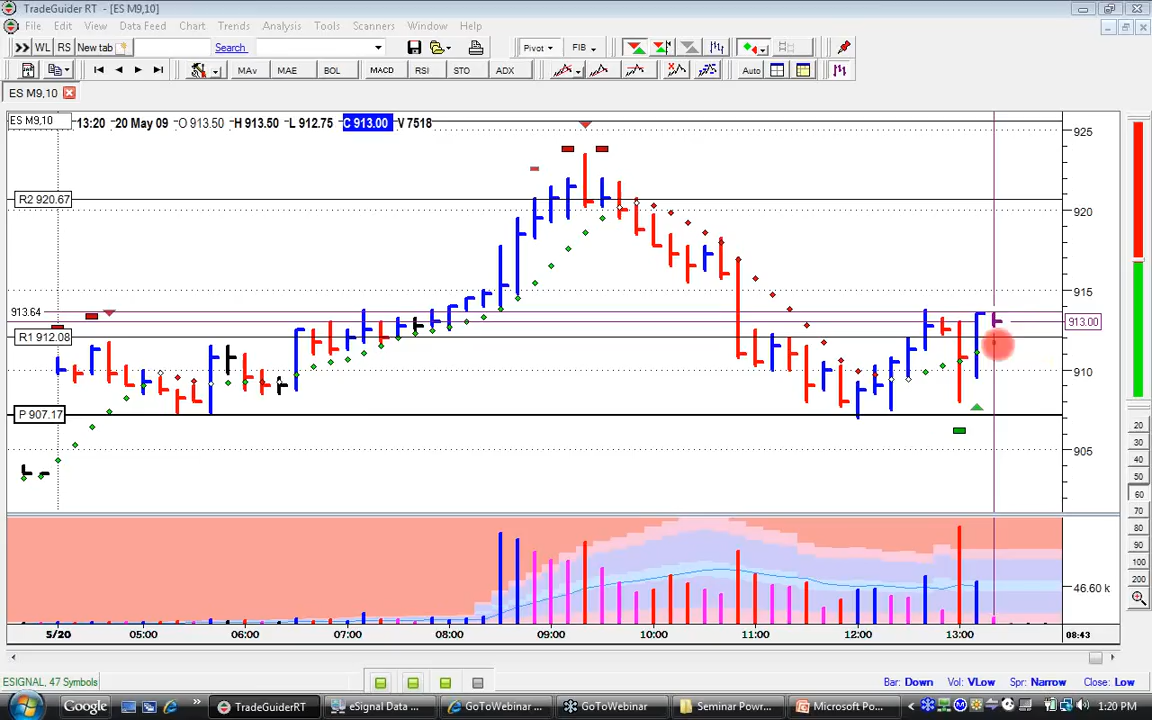 TradeGuider RT - [ES M9,10]
File Edit View Data Feed Chart Trends Analysis Tools Scanners Window Help
WL RS New tab Search Pivot FIB
MAv MAE BOL MACD RSI STO ADX Auto
ES M9,10
ES M9,10 13:20 20 May 09 O 913.50 H 913.50 L 912.75 C 913.00 V 7518
925
R2 920.67
920
915
913.64
913.00
R1 912.08
910
P 907.17
905
20
30
40
50
60
70
80
90
100
200
46.60 k
5/20 05:00 06:00 07:00 08:00 09:00 10:00 11:00 12:00 13:00 08:43
ESIGNAL, 47 Symbols Bar: Down Vol: VLow Spr: Narrow Close: Low
Google TradeGuiderRT eSignal Data ... GoToWebinar ... GoToWebinar Seminar Powr... Microsoft Po... 1:20 PM